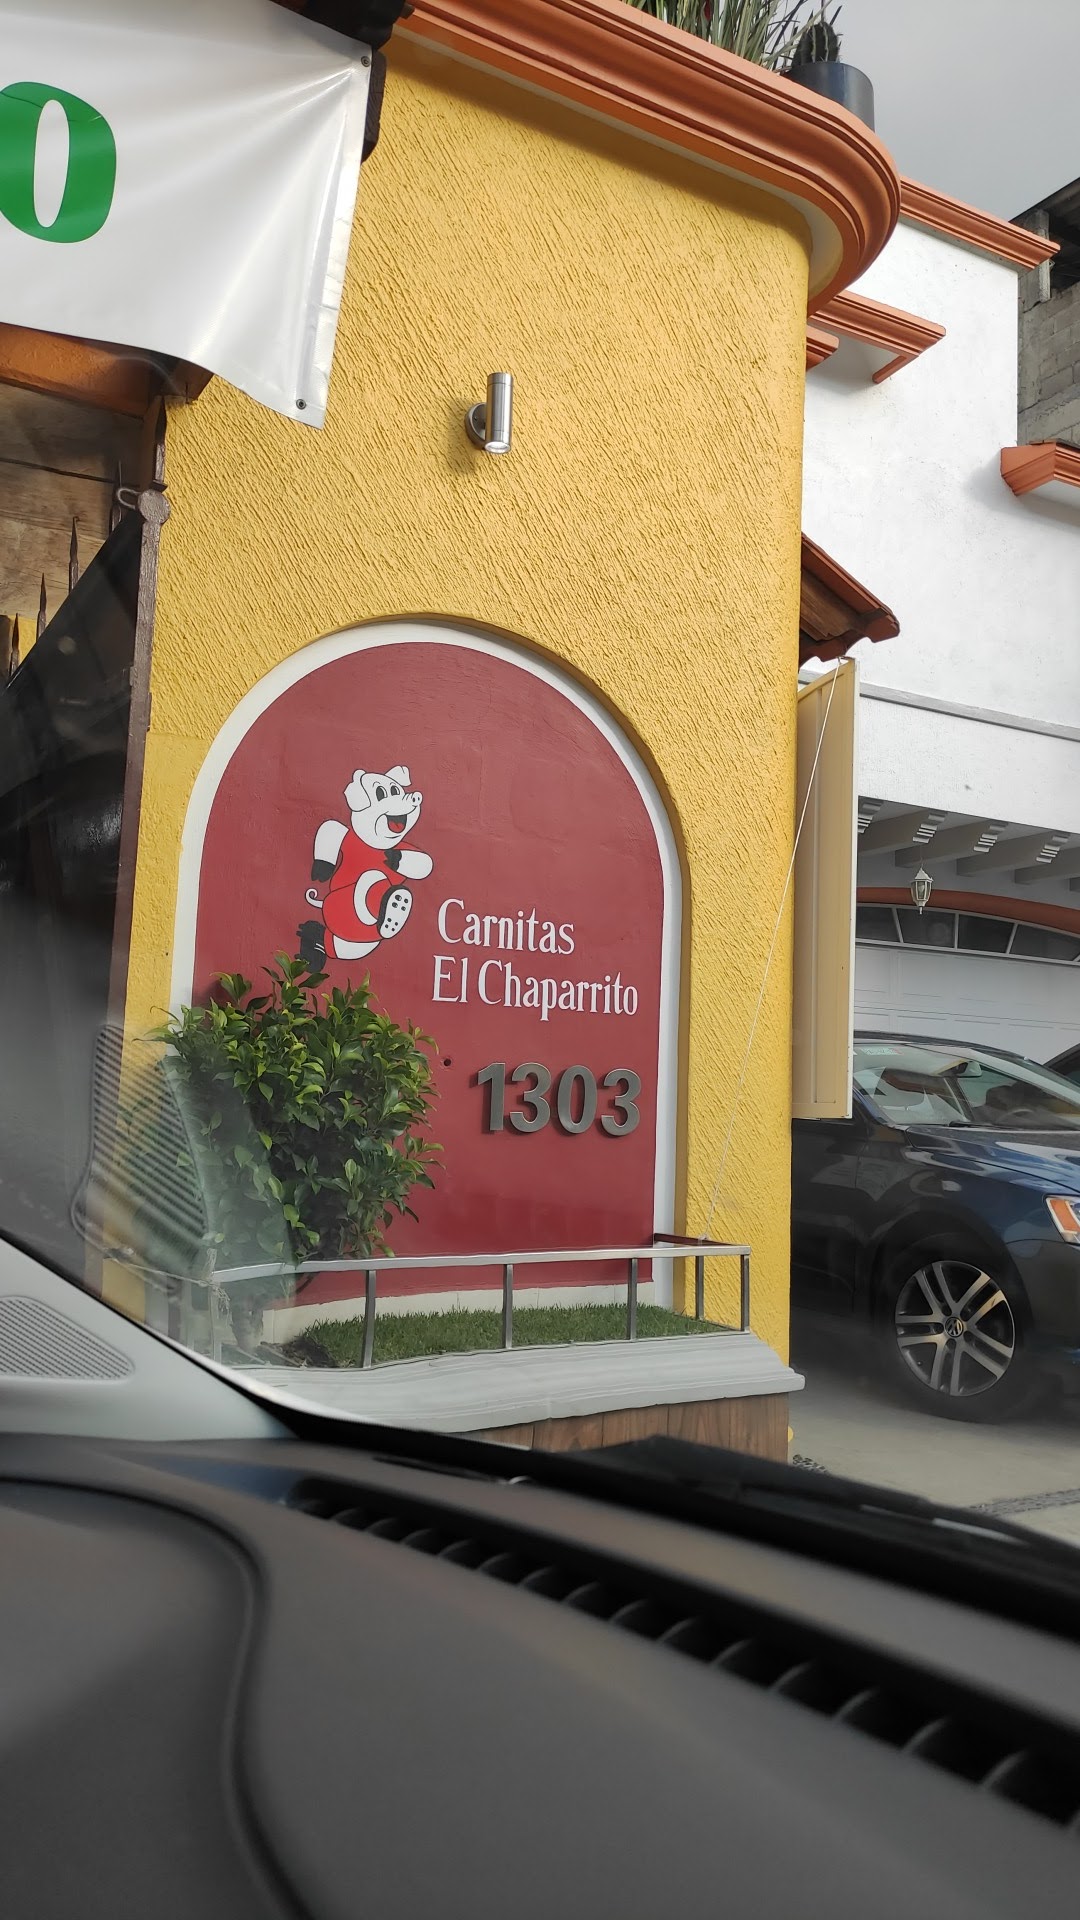 O
Carnitas
El Chaparrito
1303